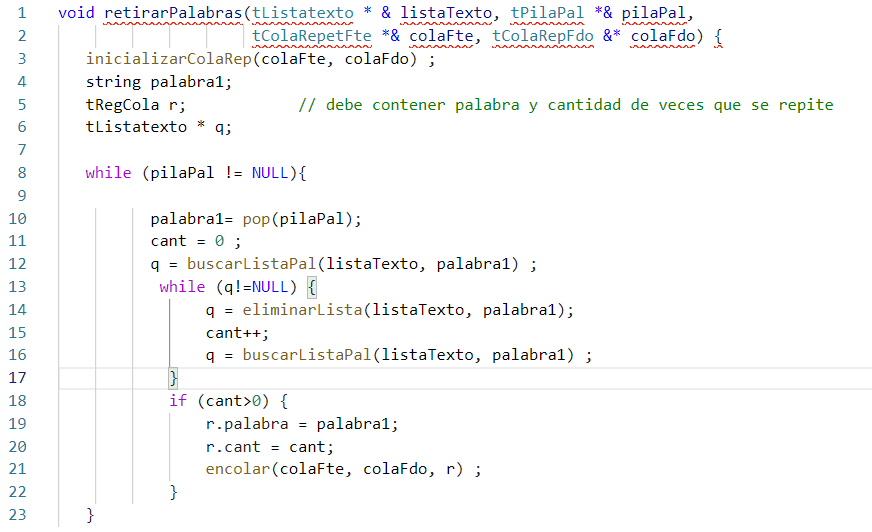 1 void retirarPalabras(tListatexto * & listaTexto, tPilaPal *& pilaPal,
2 tColaRepetFte *& colaFte, tColaRepFdo &* colaFdo) {
3 inicializarColaRep(colaFte, colaFdo) ;
4 string palabra1;
5 tRegCola r; // debe contener palabra y cantidad de veces que se repite
6 tListatexto * q;
7
8 while (pilaPal != NULL){
9
10 palabra1= pop(pilaPal);
11 cant = 0 ;
12 q = buscarListaPal(listaTexto, palabra1) ;
13 while (q!=NULL) {
14 q = eliminarLista(listaTexto, palabra1);
15 cant++;
16 q = buscarListaPal(listaTexto, palabra1) ;
17 }
18 if (cant>0) {
19 r.palabra = palabra1;
20 r.cant = cant;
21 encolar(colaFte, colaFdo, r) ;
22 }
23 }